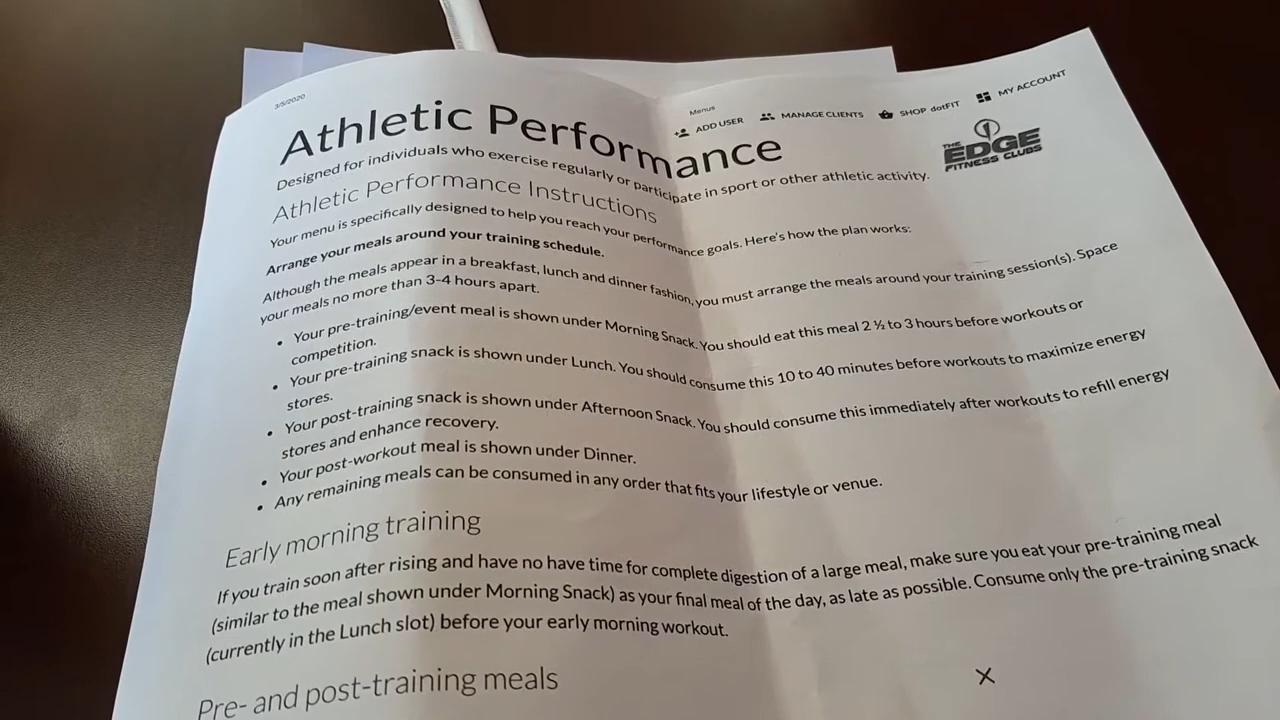 3/5/2020
Menus
ADD USER
MANAGE CLIENTS
SHOP dotFIT
MY ACCOUNT
Athletic Performance
THE
EDGE
FITNESS CLUBS
Designed for individuals who exercise regularly or participate in sport or other athletic activity.
Athletic Performance Instructions
Your menu is specifically designed to help you reach your performance goals. Here's how the plan works:
Arrange your meals around your training schedule.
Although the meals appear in a breakfast, lunch and dinner fashion, you must arrange the meals around your training session(s). Space
your meals no more than 3-4 hours apart.
• Your pre-training/event meal is shown under Morning Snack. You should eat this meal 2 ½ to 3 hours before workouts or
competition.
• Your pre-training snack is shown under Lunch. You should consume this 10 to 40 minutes before workouts to maximize energy
stores.
• Your post-training snack is shown under Afternoon Snack. You should consume this immediately after workouts to refill energy
stores and enhance recovery.
• Your post-workout meal is shown under Dinner.
• Any remaining meals can be consumed in any order that fits your lifestyle or venue.
Early morning training
If you train soon after rising and have no have time for complete digestion of a large meal, make sure you eat your pre-training meal
(similar to the meal shown under Morning Snack) as your final meal of the day, as late as possible. Consume only the pre-training snack
(currently in the Lunch slot) before your early morning workout.
Pre- and post-training meals